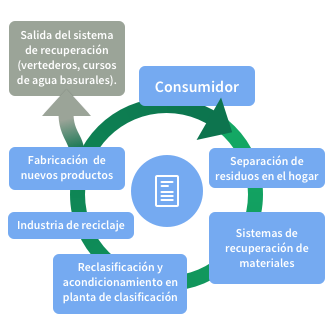 Salida del sistema
de recuperación
(vertederos, cursos
de agua basurales).
Consumidor
Separación de
residuos en el hogar
Sistemas de
recuperación de
materiales
Reclasificación y
acondicionamiento en
planta de clasificación
Industria de reciclaje
Fabricación de
nuevos productos